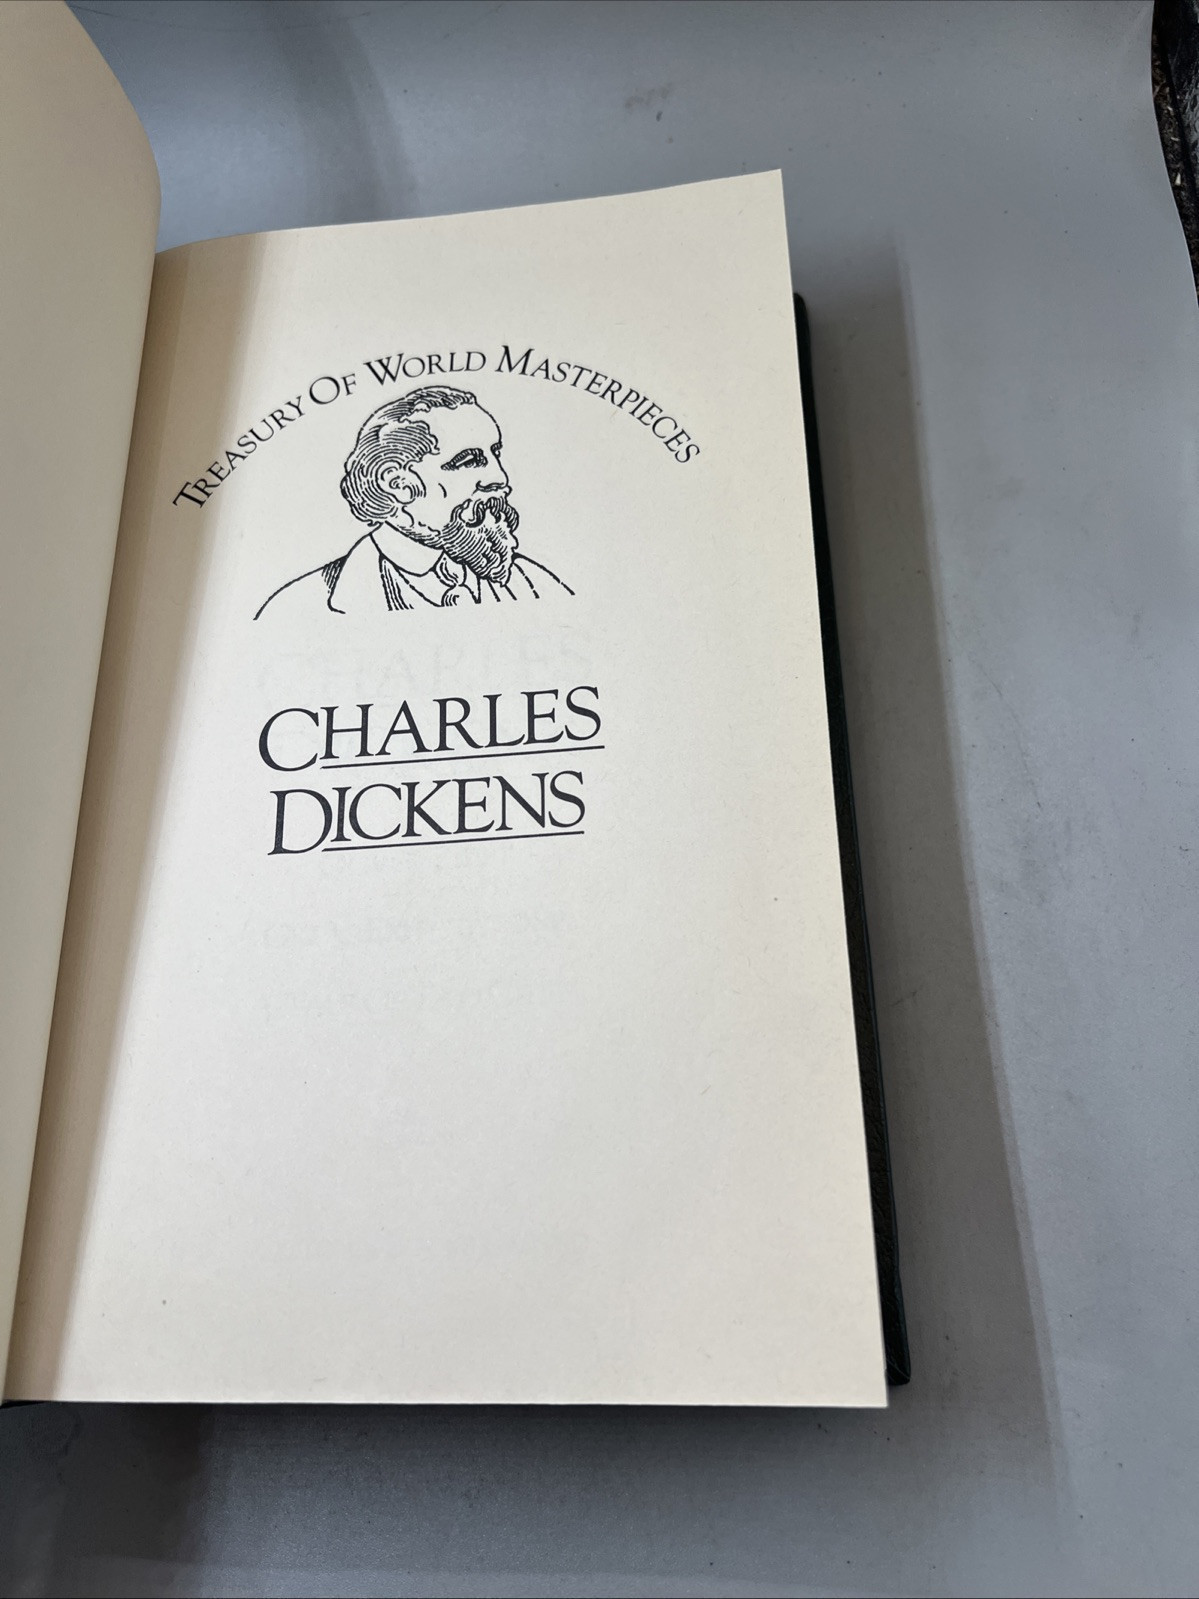 TREASURY OF WORLD MASTERPIECES
CHARLES
DICKENS